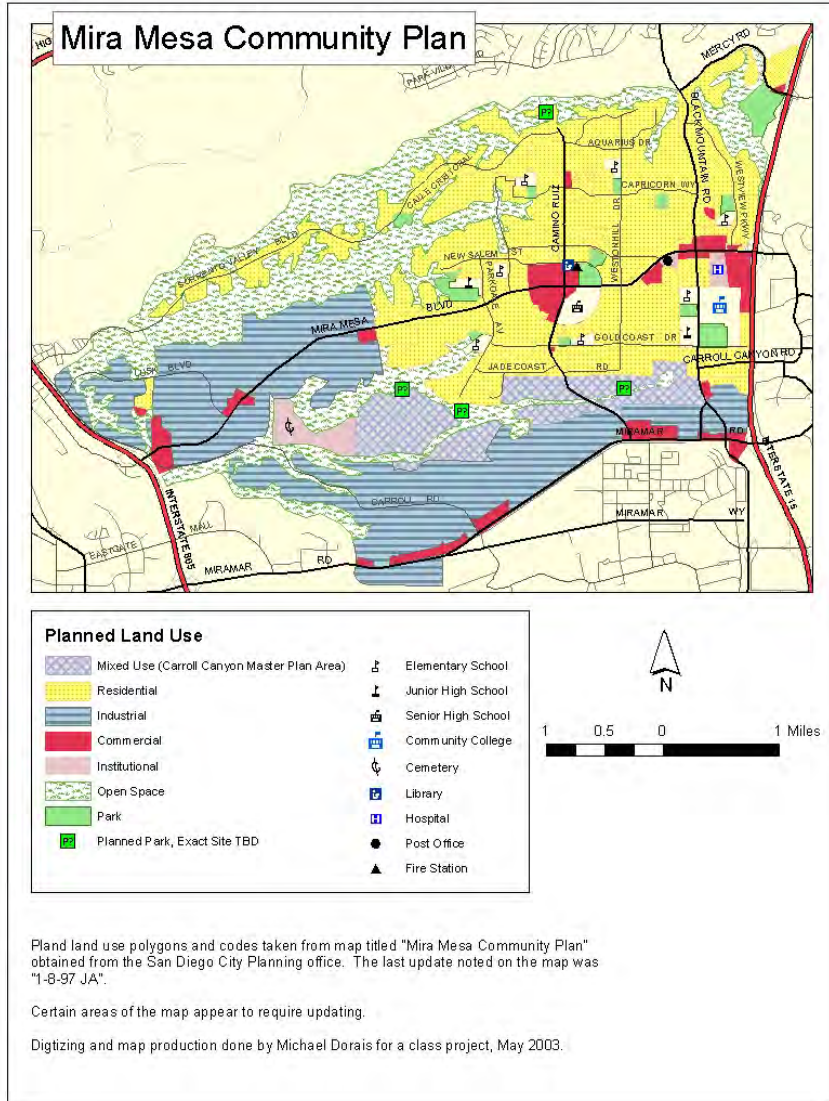 Mira Mesa Community Plan
HIG
PARK VILL
MERCY RD
BLACK MOUNTAIN RD
AQUARIUS DR
CALLE CRISTOBAL
CAMINO RUIZ
CAPRICORN WY
WESTVIEW PKWY
SORRENTO VALLEY BLVD
NEW SALEM ST
WESTONHILL DR
PARKDALE AV
MIRA MESA BLVD
GOLD COAST DR
LUSK BLVD
JADE COAST RD
CARROLL CANYON RD
MIRAMAR RD
INTERSTATE 15
INTERSTATE 805
CARROLL RD
EASTGATE MALL
MIRAMAR WY
MIRAMAR RD
P?
P?
P?
P?
H
Planned Land Use
Mixed Use (Carroll Canyon Master Plan Area)
Residential
Industrial
Commercial
Institutional
Open Space
Park
P? Planned Park, Exact Site TBD
Elementary School
Junior High School
Senior High School
Community College
Cemetery
Library
H Hospital
Post Office
Fire Station
N
1 0.5 0 1 Miles
Pland land use polygons and codes taken from map titled "Mira Mesa Community Plan"
obtained from the San Diego City Planning office. The last update noted on the map was
"1-8-97 JA".
Certain areas of the map appear to require updating.
Digtizing and map production done by Michael Dorais for a class project, May 2003.